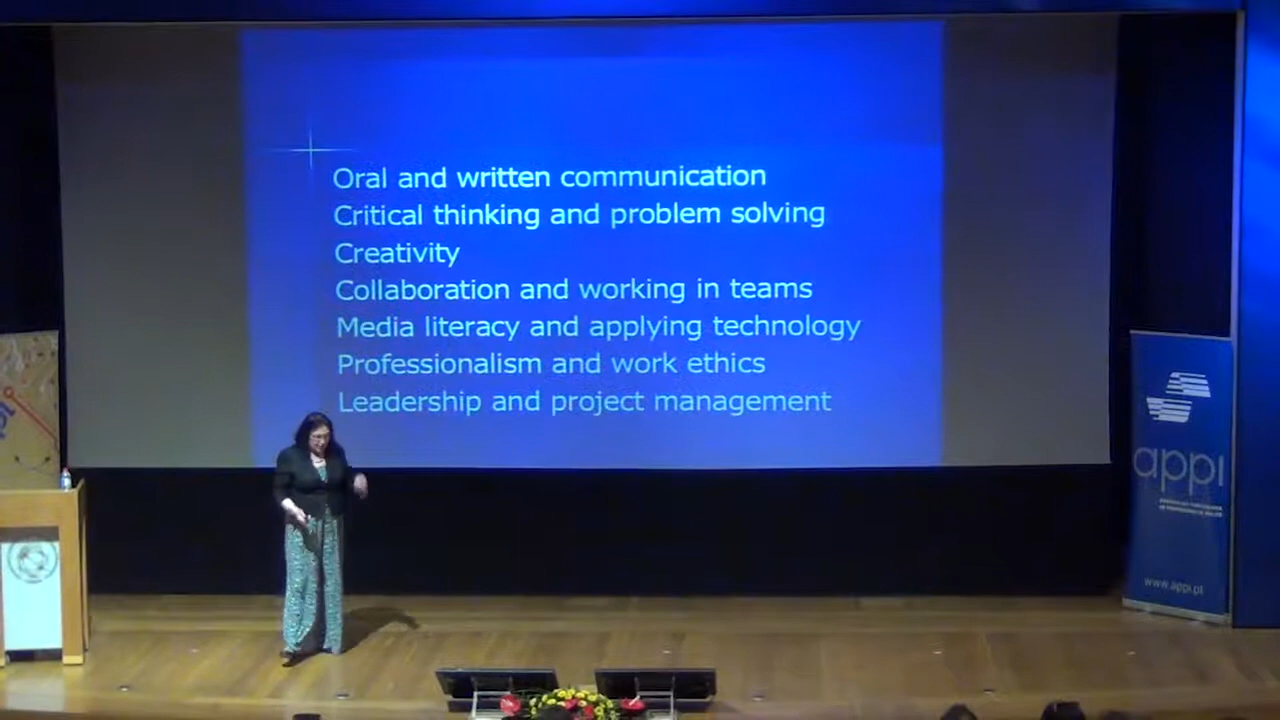 Oral and written communication
Critical thinking and problem solving
Creativity
Collaboration and working in teams
Media literacy and applying technology
Professionalism and work ethics
Leadership and project management
appi
www.appi.pt